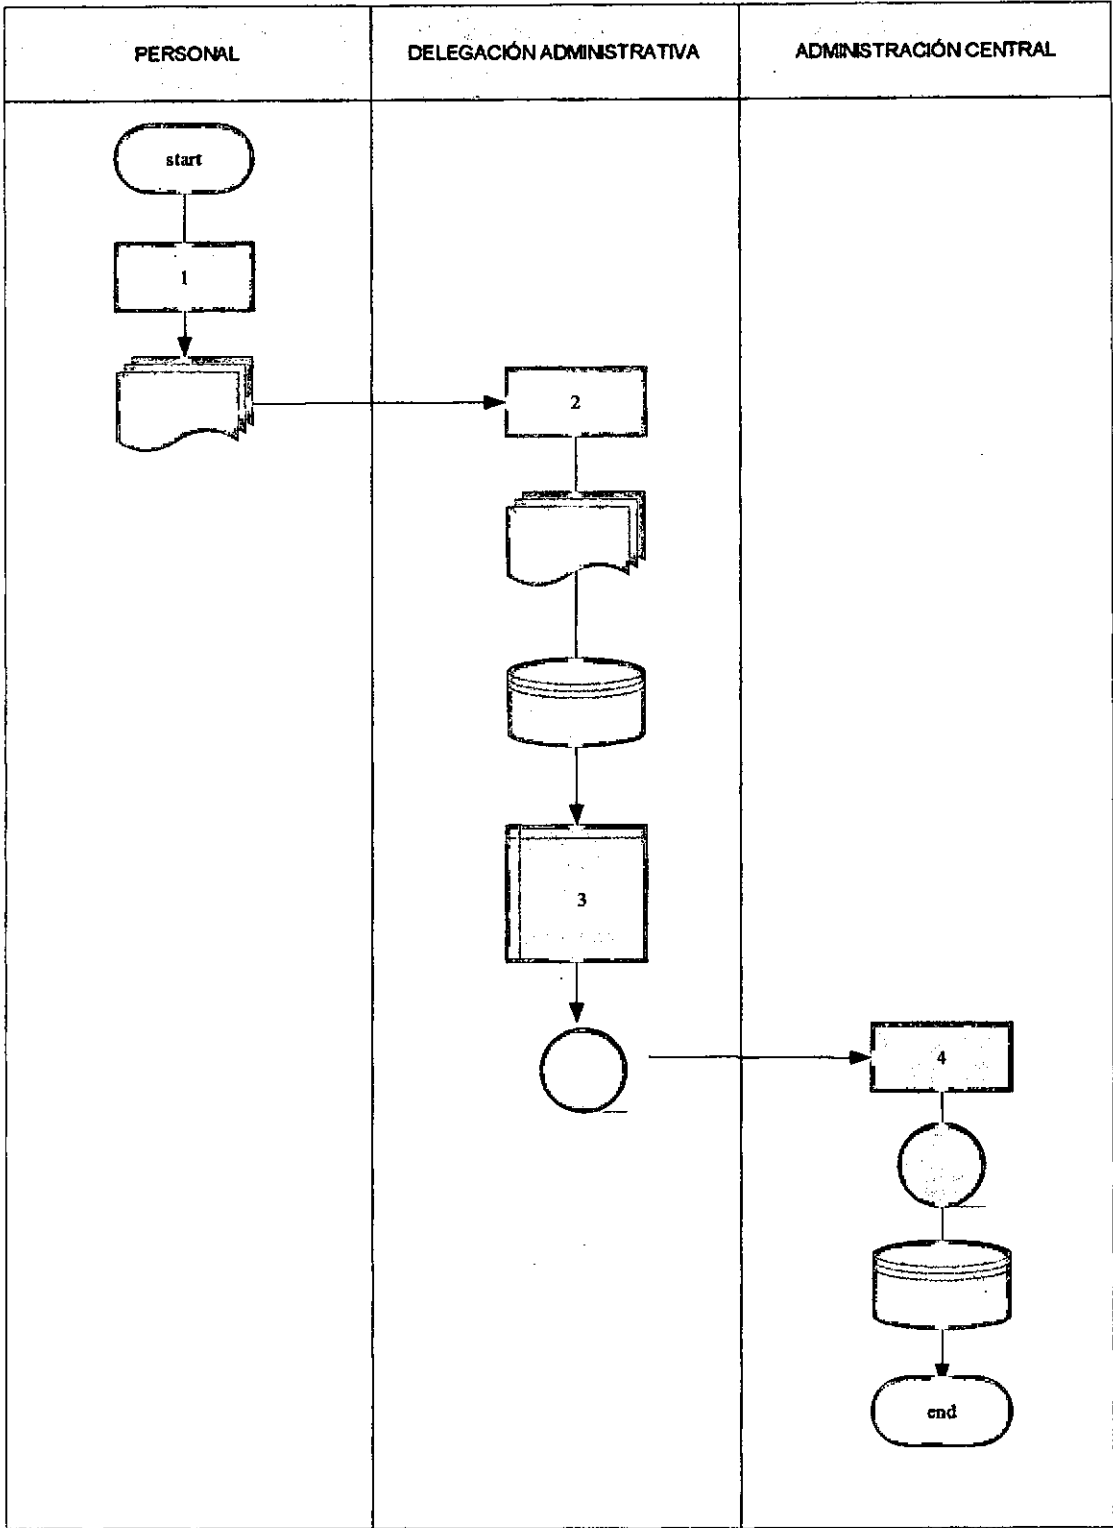 PERSONAL
DELEGACIÓN ADMINISTRATIVA
ADMINISTRACIÓN CENTRAL
start
1
2
3
4
end